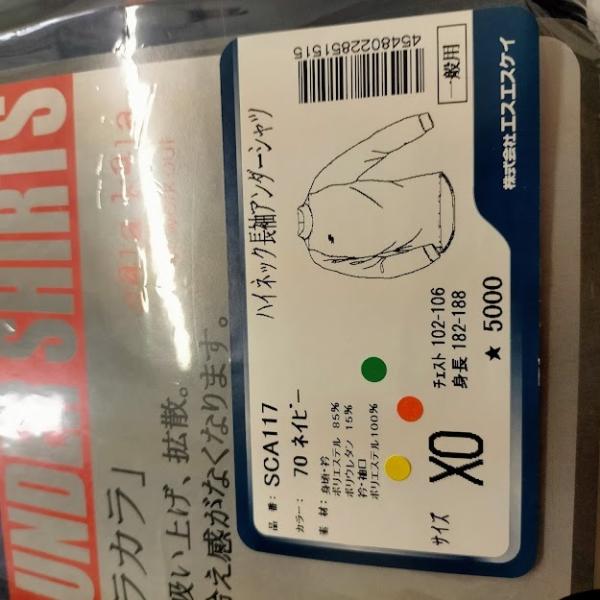 UNDER SHIRTS
ラカラ」
吸い上げ、拡散。
冷え感がなくなります。
品番: SCA117
カラー: 70 ネイビー
素材: 身頃・衿
ポリエステル 85%
ポリウレタン 15%
衿・袖口
ポリエステル100%
サイズ XO
ハイネック長袖アンダーシャツ
チェスト 102-106
身長 182-188
★ 5000
4548022851515
一般用
株式会社エスエスケイ